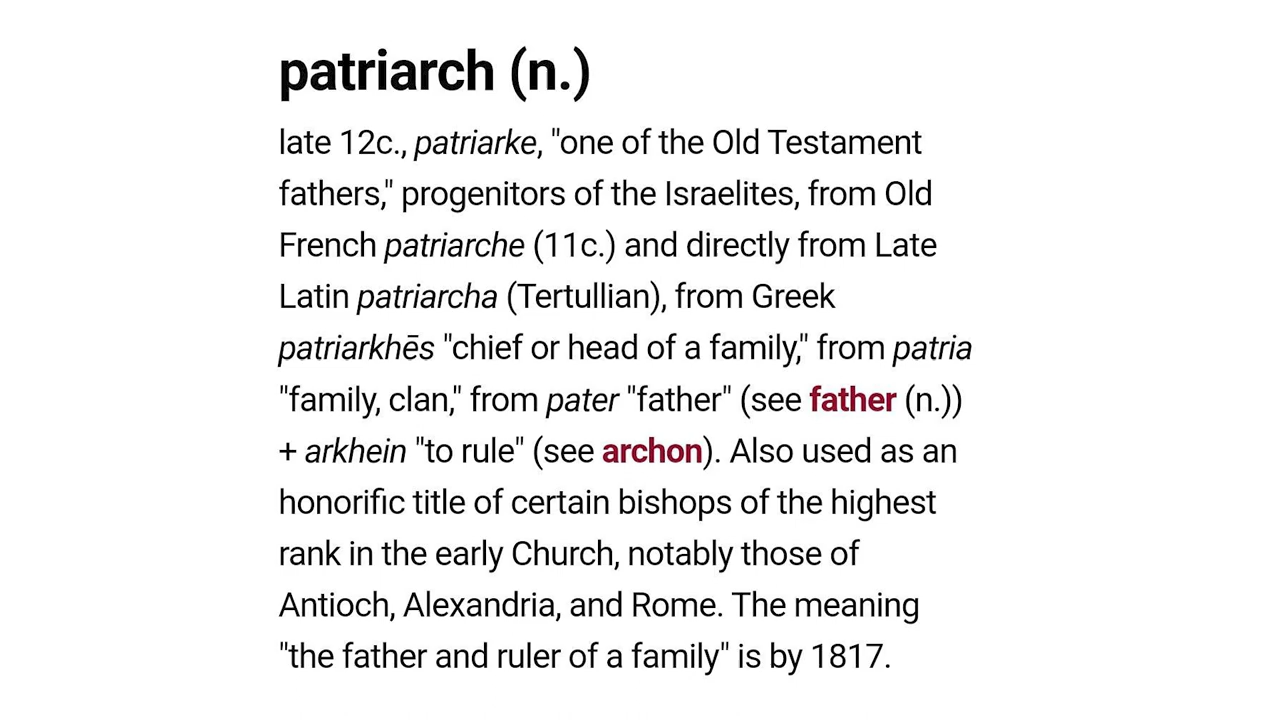 patriarch (n.)
late 12c., patriarke, "one of the Old Testament
fathers," progenitors of the Israelites, from Old
French patriarche (11c.) and directly from Late
Latin patriarcha (Tertullian), from Greek
patriarkhēs "chief or head of a family," from patria
"family, clan," from pater "father" (see father (n.))
+ arkhein "to rule" (see archon). Also used as an
honorific title of certain bishops of the highest
rank in the early Church, notably those of
Antioch, Alexandria, and Rome. The meaning
"the father and ruler of a family" is by 1817.